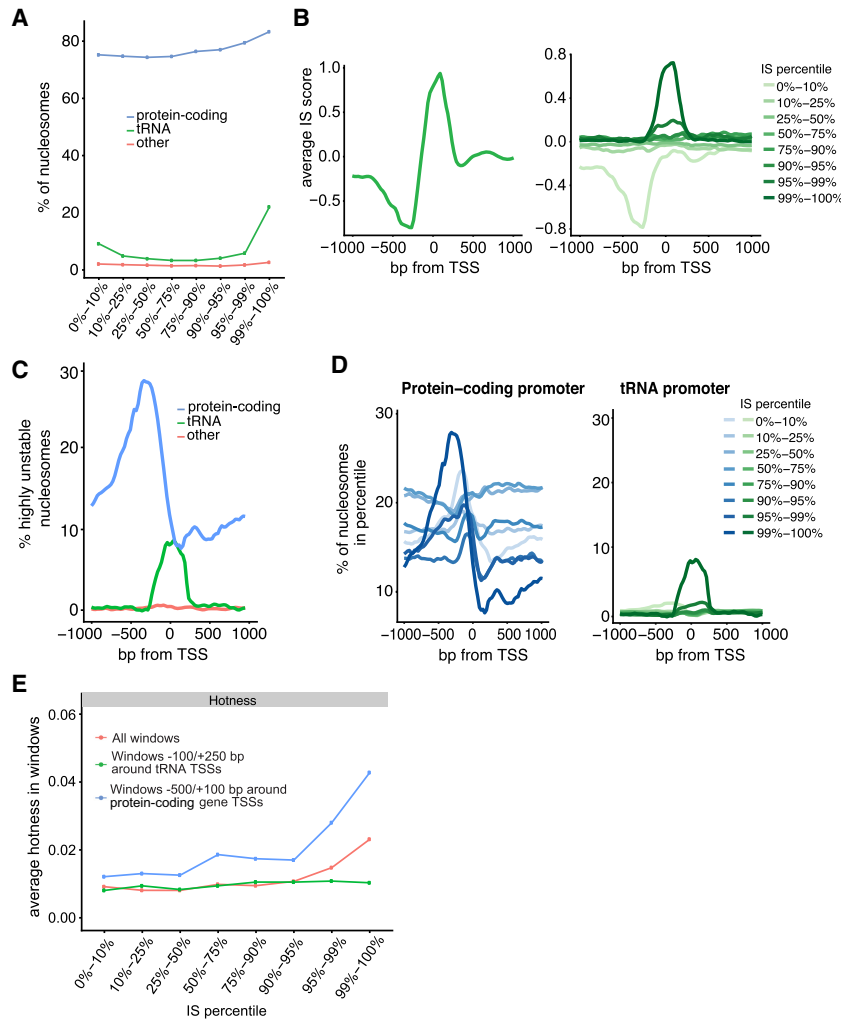 A
80
60
40
20
0
% of nucleosomes
protein-coding
tRNA
other
0%−10%
10%−25%
25%−50%
50%−75%
75%−90%
90%−95%
95%−99%
99%−100%
B
1.0
0.5
0.0
−0.5
average IS score
−1000
−500
0
500
1000
bp from TSS
0.8
0.4
0.0
−0.4
−0.8
−1000
−500
0
500
1000
bp from TSS
IS percentile
0%−10%
10%−25%
25%−50%
50%−75%
75%−90%
90%−95%
95%−99%
99%−100%
C
30
20
10
0
% highly unstable
nucleosomes
protein-coding
tRNA
other
−1000
−500
0
500
1000
bp from TSS
D
Protein−coding promoter
30
20
10
% of nucleosomes
in percentile
−1000
−500
0
500
1000
bp from TSS
tRNA promoter
30
20
10
0
−1000
−500
0
500
1000
bp from TSS
IS percentile
0%−10%
10%−25%
25%−50%
50%−75%
75%−90%
90%−95%
95%−99%
99%−100%
E
Hotness
0.06
0.04
0.02
0.00
average hotness in windows
All windows
Windows -100/+250 bp
around tRNA TSSs
Windows -500/+100 bp around
protein-coding gene TSSs
0%−10%
10%−25%
25%−50%
50%−75%
75%−90%
90%−95%
95%−99%
99%−100%
IS percentile